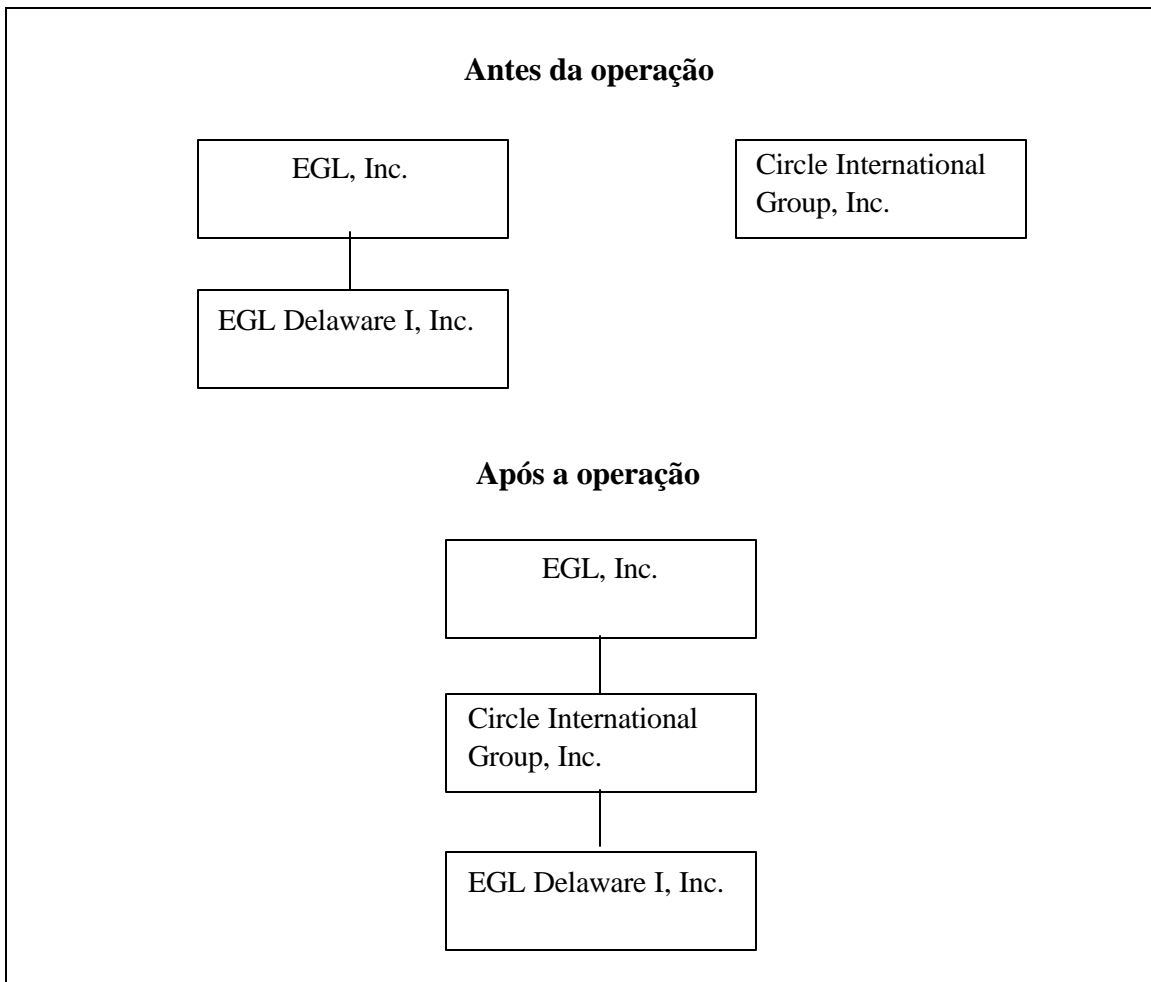 Antes da operação
EGL, Inc.
Circle International
Group, Inc.
EGL Delaware I, Inc.
Após a operação
EGL, Inc.
Circle International
Group, Inc.
EGL Delaware I, Inc.